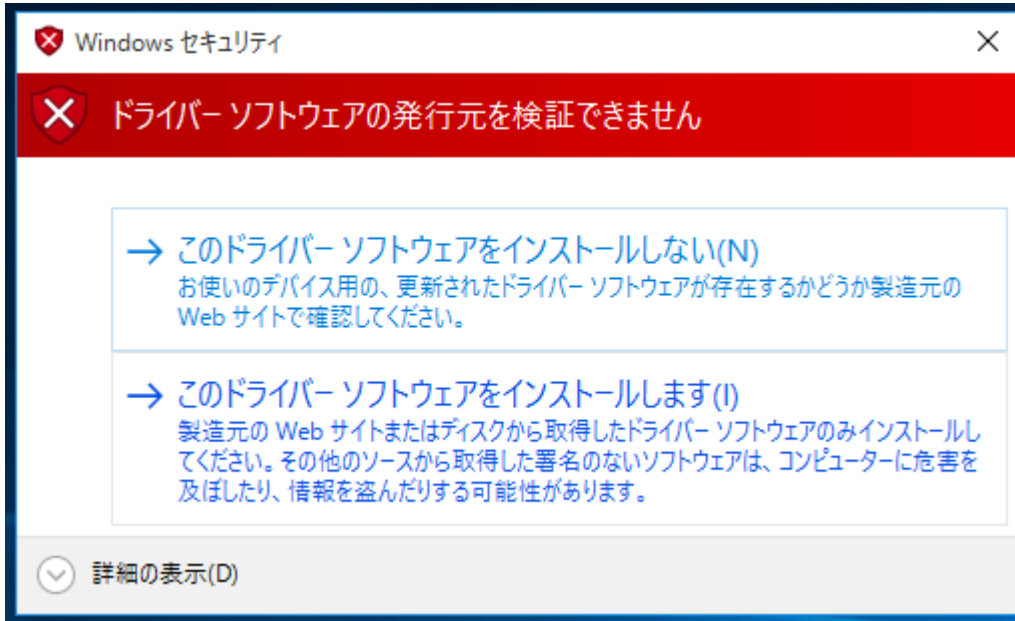 Windows セキュリティ
ドライバー ソフトウェアの発行元を検証できません
→ このドライバー ソフトウェアをインストールしない(N)
お使いのデバイス用の、更新されたドライバー ソフトウェアが存在するかどうか製造元の
Web サイトで確認してください。
→ このドライバー ソフトウェアをインストールします(I)
製造元の Web サイトまたはディスクから取得したドライバー ソフトウェアのみインストールし
てください。その他のソースから取得した署名のないソフトウェアは、コンピューターに危害を
及ぼしたり、情報を盗んだりする可能性があります。
詳細の表示(D)